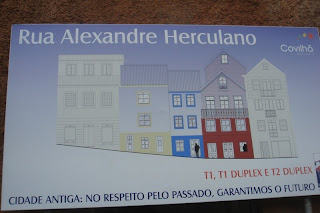 Rua Alexandre Herculano
Covilhã
T1, T1 DUPLEX E T2 DUPLEX
CIDADE ANTIGA: NO RESPEITO PELO PASSADO, GARANTIMOS O FUTURO